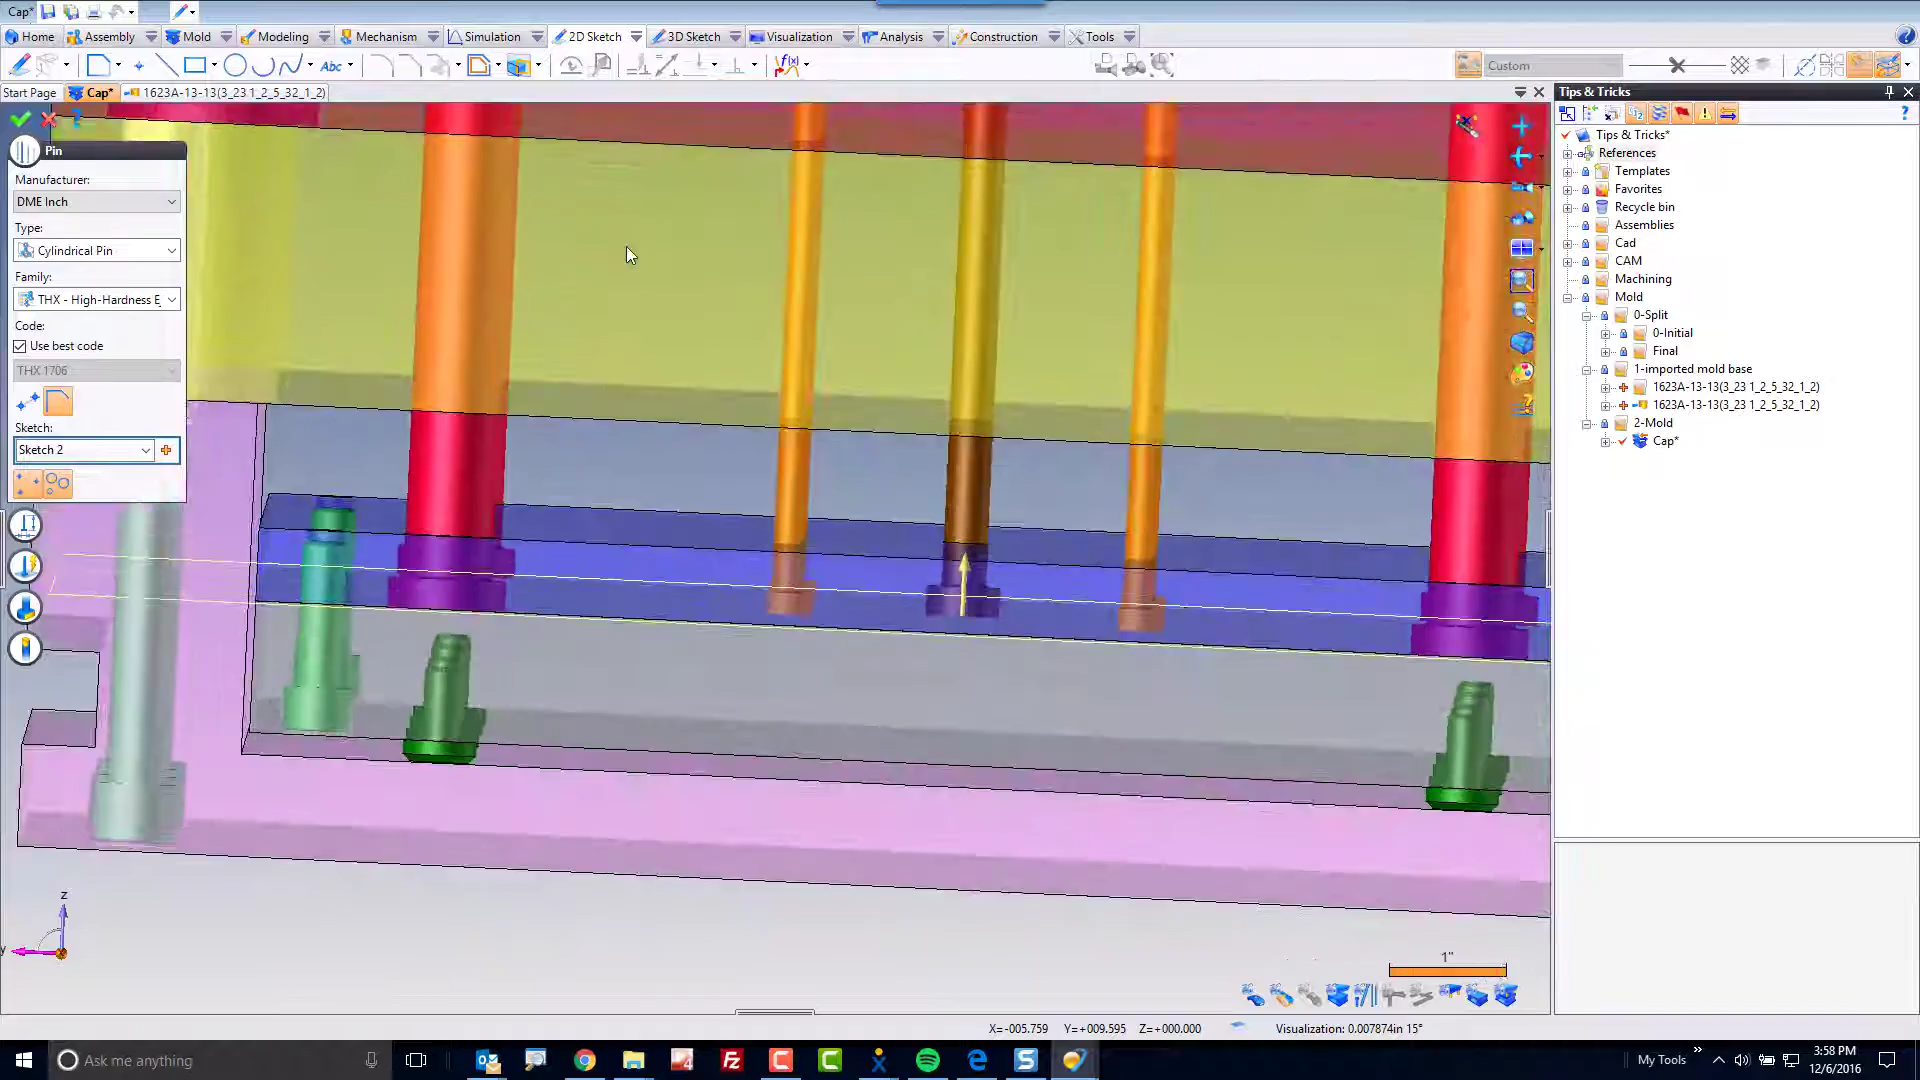 Cap*
Home Assembly Mold Modeling Mechanism Simulation 2D Sketch 3D Sketch Visualization Analysis Construction Tools
Abc f(x) Custom
Start Page Cap* 1623A-13-13(3_23 1_2_5_32_1_2) Tips & Tricks
Pin
Manufacturer:
DME Inch
Type:
Cylindrical Pin
Family:
THX - High-Hardness E
Code:
Use best code
THX 1706
Sketch:
Sketch 2
Tips & Tricks*
References
Templates
Favorites
Recycle bin
Assemblies
Cad
CAM
Machining
Mold
0-Split
0-Initial
Final
1-imported mold base
1623A-13-13(3_23 1_2_5_32_1_2)
1623A-13-13(3_23 1_2_5_32_1_2)
2-Mold
Cap*
z
y
1"
X=-005.759 Y=+009.595 Z=+000.000 Visualization: 0.007874in 15°
Ask me anything
My Tools
3:58 PM
12/6/2016